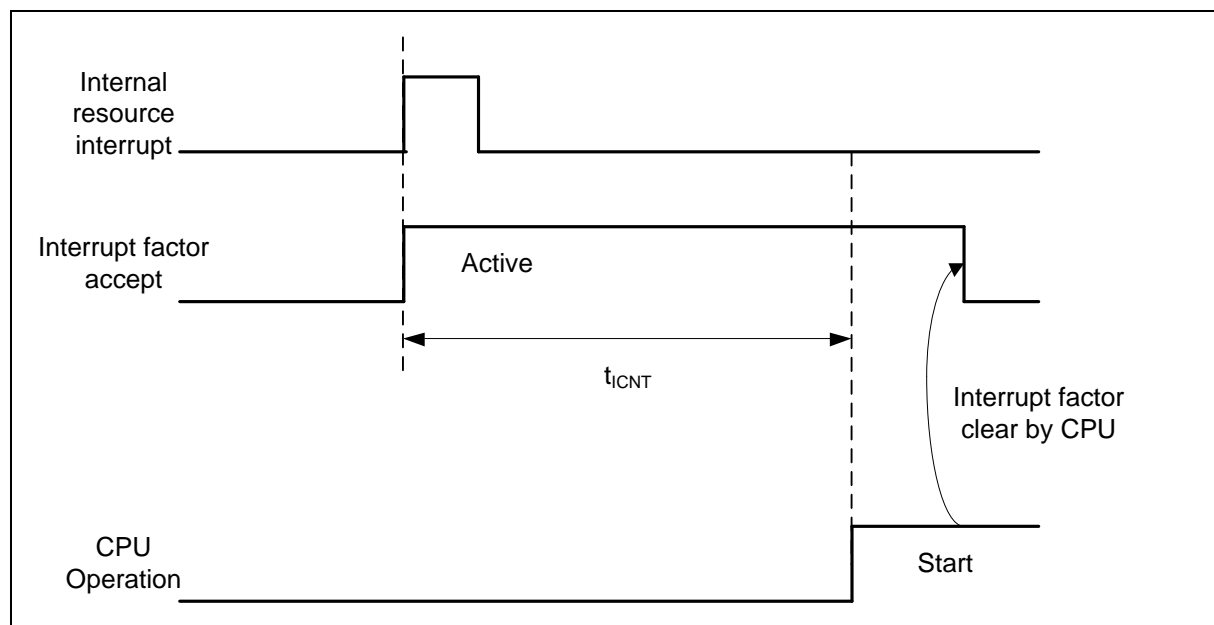 Internal
resource
interrupt
Interrupt factor
accept
Active
tICNT
Interrupt factor
clear by CPU
CPU
Operation
Start